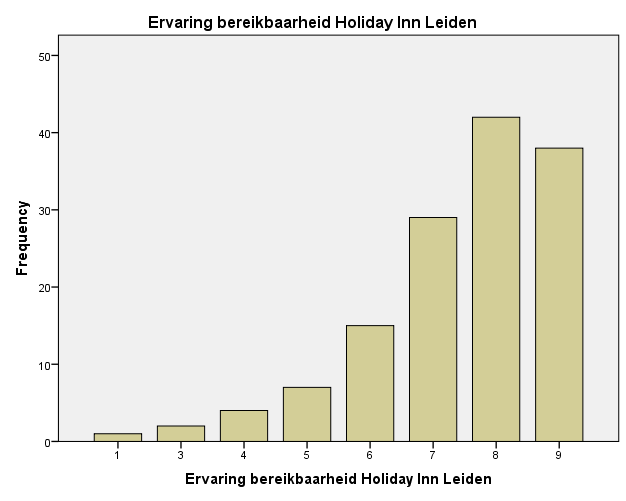 Ervaring bereikbaarheid Holiday Inn Leiden
50
40
30
20
10
0
Frequency
1 3 4 5 6 7 8 9
Ervaring bereikbaarheid Holiday Inn Leiden